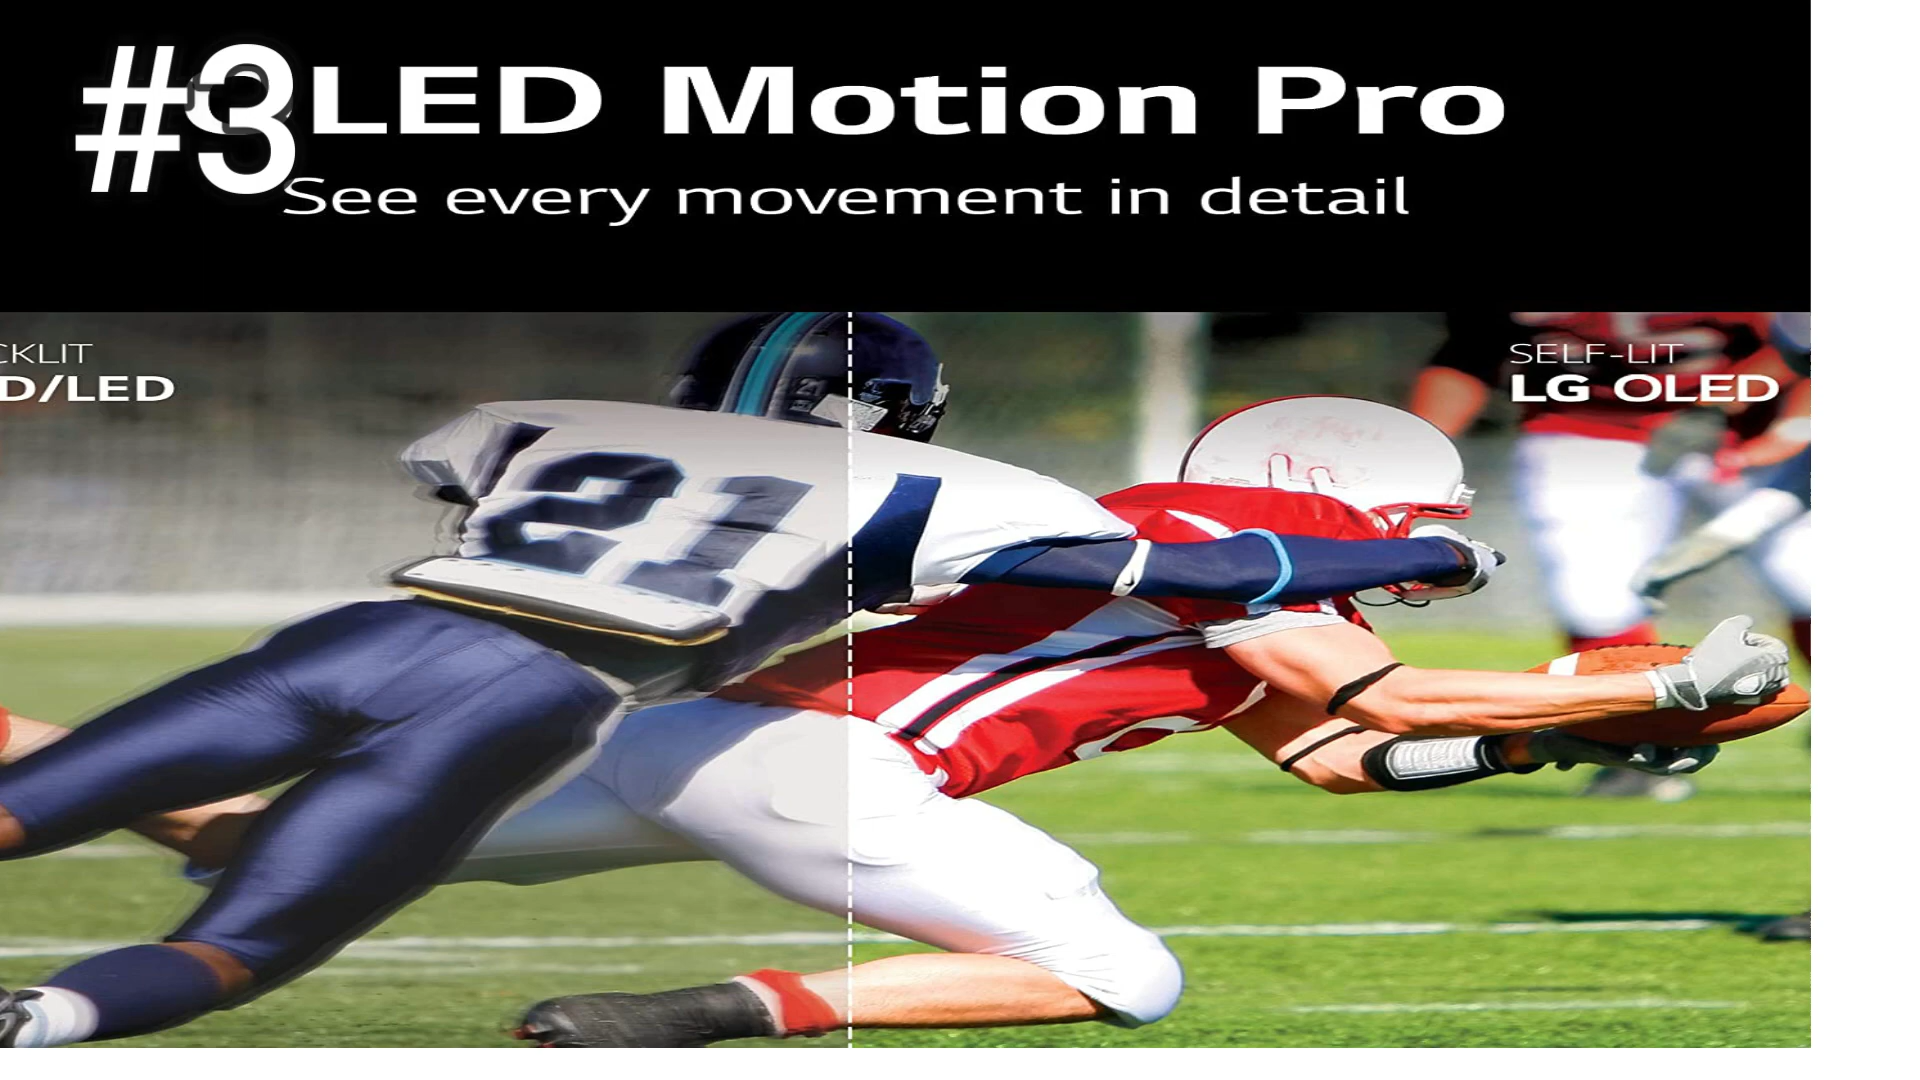 #3
LED Motion Pro
See every movement in detail
CKLIT
D/LED
SELF-LIT
LG OLED
21